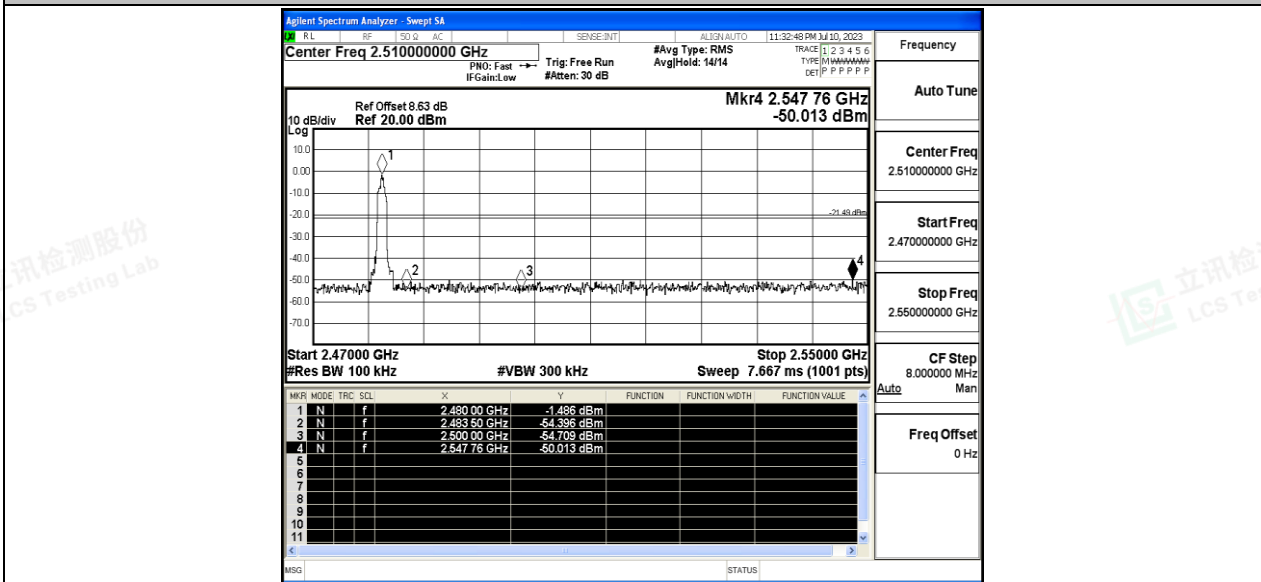 Agilent Spectrum Analyzer - Swept SA
RL RF 50 Ω AC SENSE:INT ALIGN AUTO 11:32:48 PM Jul 10, 2023
Center Freq 2.510000000 GHz
PNO: Fast
IFGain:Low
Trig: Free Run
#Atten: 30 dB
#Avg Type: RMS
Avg|Hold: 14/14
TRACE 1 2 3 4 5 6
TYPE M
DET P P P P P P
Ref Offset 8.63 dB
10 dB/div Ref 20.00 dBm
Log
Mkr4 2.547 76 GHz
-50.013 dBm
10.0
0.00
-10.0
-20.0
-30.0
-40.0
-50.0
-60.0
-70.0
1
2
3
4
-21.49 dBm
Start 2.47000 GHz Stop 2.55000 GHz
#Res BW 100 kHz #VBW 300 kHz Sweep 7.667 ms (1001 pts)
MKR MODE TRC SCL X Y FUNCTION FUNCTION WIDTH FUNCTION VALUE
1 N f 2.480 00 GHz -1.486 dBm
2 N f 2.483 50 GHz -54.396 dBm
3 N f 2.500 00 GHz -54.709 dBm
4 N f 2.547 76 GHz -50.013 dBm
5
6
7
8
9
10
11
MSG STATUS
Frequency
Auto Tune
Center Freq
2.510000000 GHz
Start Freq
2.470000000 GHz
Stop Freq
2.550000000 GHz
CF Step
8.000000 MHz
Auto Man
Freq Offset
0 Hz
讯检测股份
LCS Testing Lab
立讯检
LCS Te